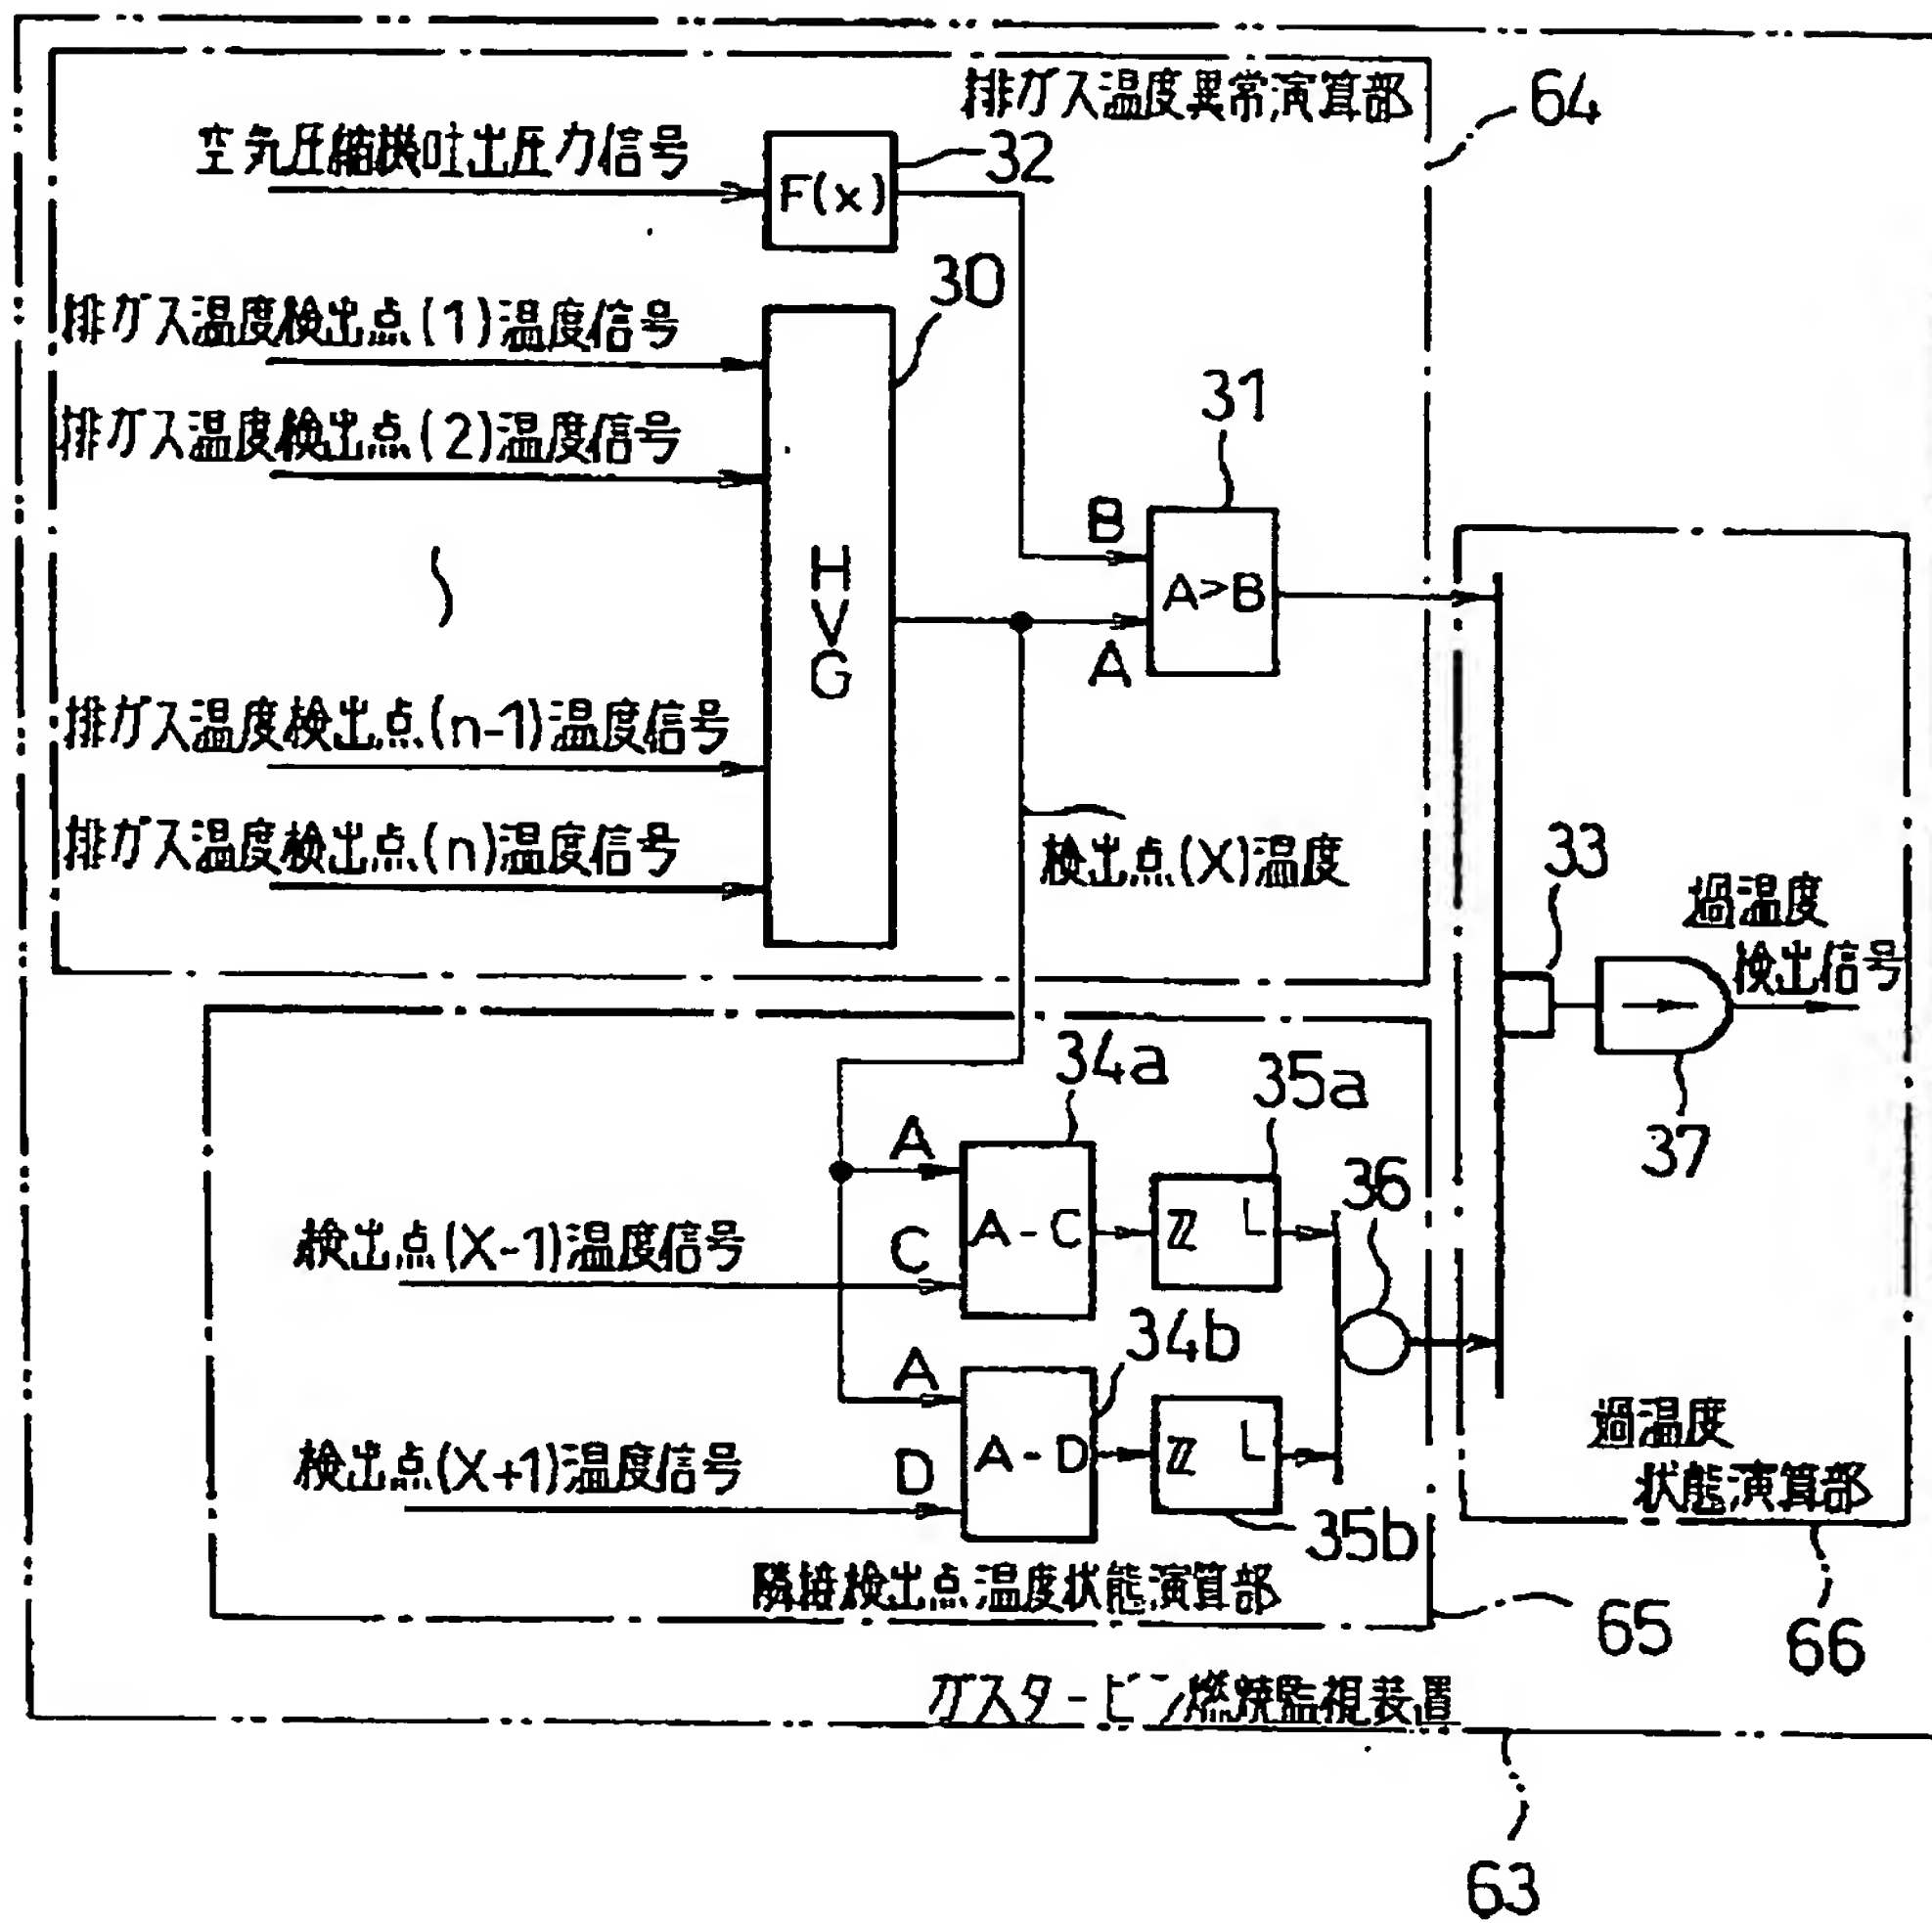 排ガス温度異常演算部
64
空気圧縮機吐出圧力信号
F(x)
32
排ガス温度検出点(1)温度信号
30
排ガス温度検出点(2)温度信号
HVG
31
B
A>B
A
排ガス温度検出点(n-1)温度信号
排ガス温度検出点(n)温度信号
検出点(X)温度
33
過温度
検出信号
37
34a
35a
36
A
A-C
L
検出点(X-1)温度信号
C
34b
A
A-D
L
検出点(X+1)温度信号
D
35b
過温度
状態演算部
隣接検出点温度状態演算部
65
66
ガスタービン燃焼監視装置
63